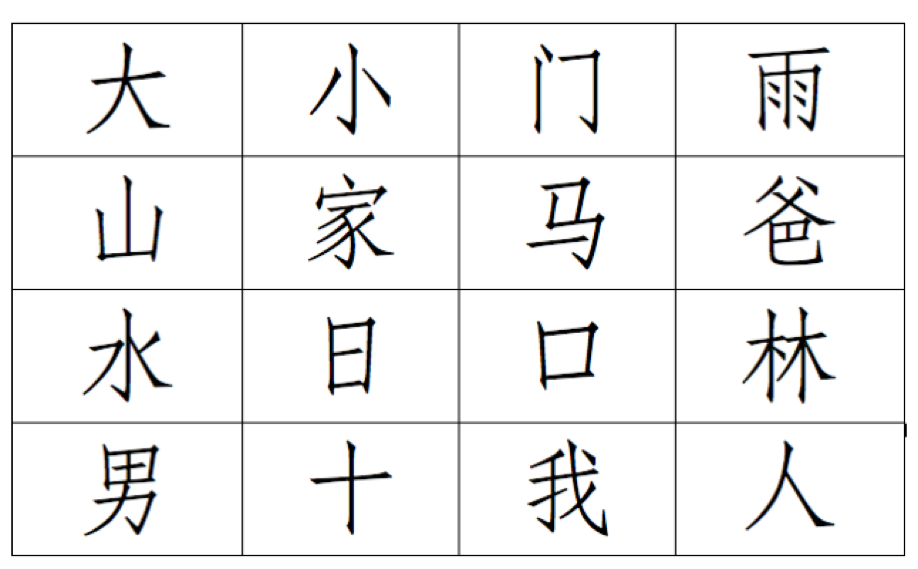 大 小 门 雨
山 家 马 爸
水 日 口 林
男 十 我 人